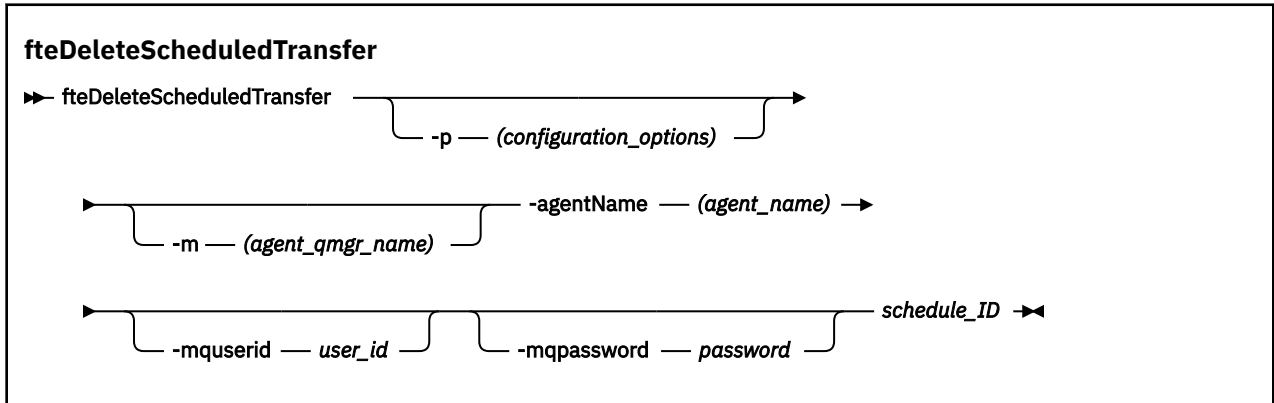 fteDeleteScheduledTransfer
fteDeleteScheduledTransfer
-p (configuration_options)
-agentName (agent_name)
-m (agent_qmgr_name)
schedule_ID
-mquserid user_id -mqpassword password